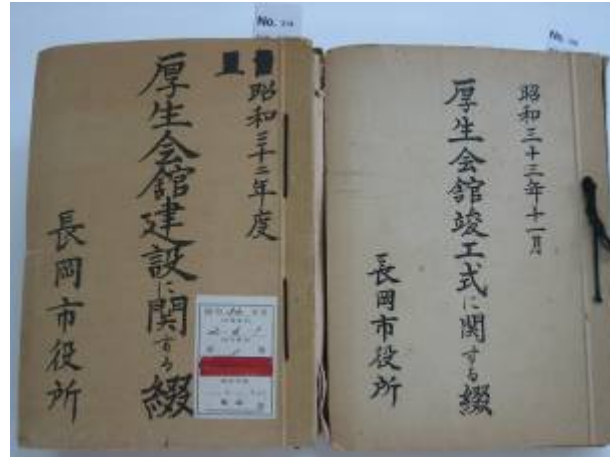 No.
昭和三十二年度
厚生会館建設に関する綴
長岡市役所
No.
昭和三十三年十一月
厚生会館竣工式に関する綴
長岡市役所